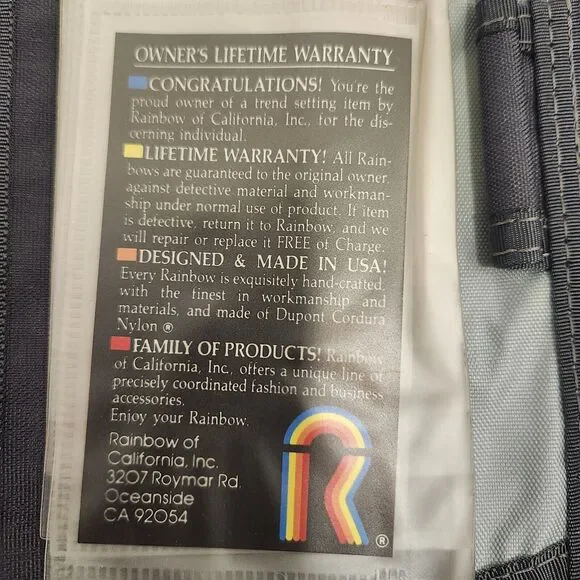 OWNER'S LIFETIME WARRANTY
CONGRATULATIONS! You're the
proud owner of a trend setting item by
Rainbow of California, Inc., for the dis-
cerning individual.
LIFETIME WARRANTY! All Rain-
bows are guaranteed to the original owner,
against defective material and workman-
ship under normal use of product. If item
is defective, return it to Rainbow, and we
will repair or replace it FREE of Charge.
DESIGNED & MADE IN USA!
Every Rainbow is exquisitely hand-crafted,
with the finest in workmanship and
materials, and made of Dupont Cordura
Nylon ®
FAMILY OF PRODUCTS! Rainbow
of California, Inc., offers a unique line of
precisely coordinated fashion and business
accessories.
Enjoy your Rainbow.
Rainbow of
California, Inc.
3207 Roymar Rd.
Oceanside
CA 92054
R
®